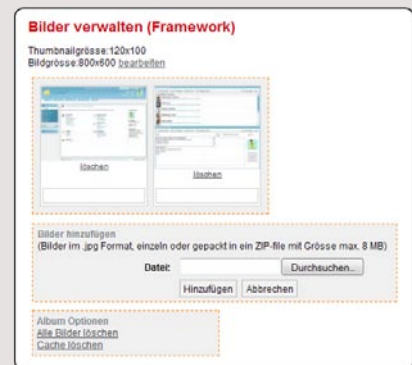 Bilder verwalten (Framework)
Thumbnailgrösse:120x100
Bildgrösse:800x600 bearbeiten
löschen
löschen
Bilder hinzufügen
(Bilder im .jpg Format, einzeln oder gepackt in ein ZIP-file mit Grösse max. 8 MB)
Datei:
Durchsuchen...
Hinzufügen Abbrechen
Album Optionen
Alle Bilder löschen
Cache löschen